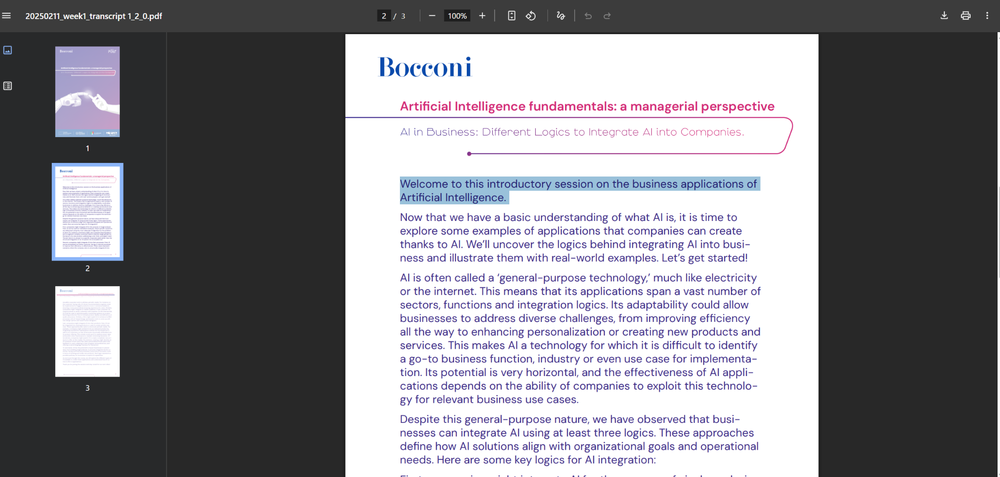 20250211_week1_transcript 1_2_0.pdf
2 / 3
100%
1
2
3
Bocconi
Artificial Intelligence fundamentals: a managerial perspective
AI in Business: Different Logics to Integrate AI into Companies.
Welcome to this introductory session on the business applications of
Artificial Intelligence.
Now that we have a basic understanding of what AI is, it is time to
explore some examples of applications that companies can create
thanks to AI. We’ll uncover the logics behind integrating AI into busi-
ness and illustrate them with real-world examples. Let’s get started!
AI is often called a ‘general-purpose technology,’ much like electricity
or the internet. This means that its applications span a vast number of
sectors, functions and integration logics. Its adaptability could allow
businesses to address diverse challenges, from improving efficiency
all the way to enhancing personalization or creating new products and
services. This makes AI a technology for which it is difficult to identify
a go-to business function, industry or even use case for implementa-
tion. Its potential is very horizontal, and the effectiveness of AI appli-
cations depends on the ability of companies to exploit this technolo-
gy for relevant business use cases.
Despite this general-purpose nature, we have observed that busi-
nesses can integrate AI using at least three logics. These approaches
define how AI solutions align with organizational goals and operational
needs. Here are some key logics for AI integration: